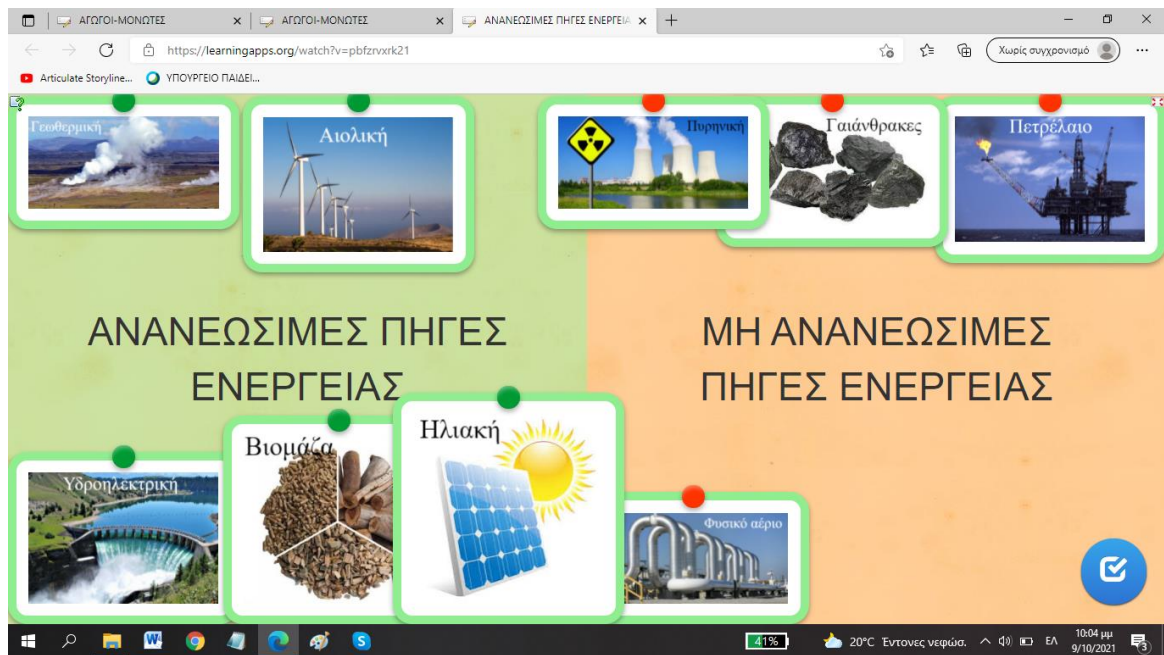 ΑΓΩΓΟΙ-ΜΟΝΩΤΕΣ
ΑΓΩΓΟΙ-ΜΟΝΩΤΕΣ
ΑΝΑΝΕΩΣΙΜΕΣ ΠΗΓΕΣ ΕΝΕΡΓΕΙΑ
https://learningapps.org/watch?v=pbfzrvxrk21
Χωρίς συγχρονισμό
Articulate Storyline...
ΥΠΟΥΡΓΕΙΟ ΠΑΙΔΕΙ...
Γεωθερμική
Αιολική
Πυρηνική
Γαιάνθρακες
Πετρέλαιο
ΑΝΑΝΕΩΣΙΜΕΣ ΠΗΓΕΣ
ΕΝΕΡΓΕΙΑΣ
ΜΗ ΑΝΑΝΕΩΣΙΜΕΣ
ΠΗΓΕΣ ΕΝΕΡΓΕΙΑΣ
Υδροηλεκτρική
Βιομάζα
Ηλιακή
Φυσικό αέριο
41%
20°C Έντονες νεφώσ.
ΕΛ
10:04 μμ
9/10/2021
3